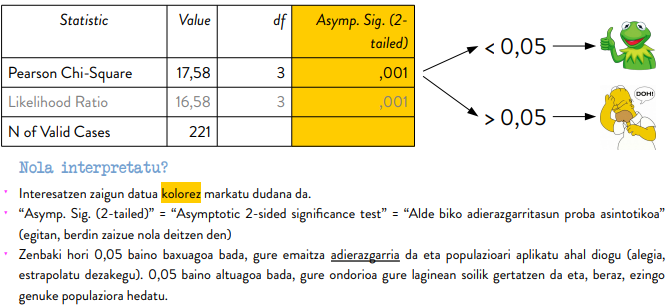 Statistic Value df Asymp. Sig. (2-
tailed)
Pearson Chi-Square 17,58 3 ,001
Likelihood Ratio 16,58 3 ,001
N of Valid Cases 221
< 0,05
> 0,05
DOH!
Nola interpretatu?
* Interesatzen zaigun datua kolorez markatu dudana da.
* “Asymp. Sig. (2-tailed)” = “Asymptotic 2-sided significance test” = “Alde biko adierazgarritasun proba asintotikoa”
(egitan, berdin zaizue nola deitzen den)
* Zenbaki hori 0,05 baino baxuagoa bada, gure emaitza adierazgarria da eta populaziora aplikatu ahal diogu (alegia,
estrapolatu dezakegu). 0,05 baino altuagoa bada, gure ondorioa gure laginean soilik gertatzen da eta, beraz, ezingo
genuke populaziora hedatu.